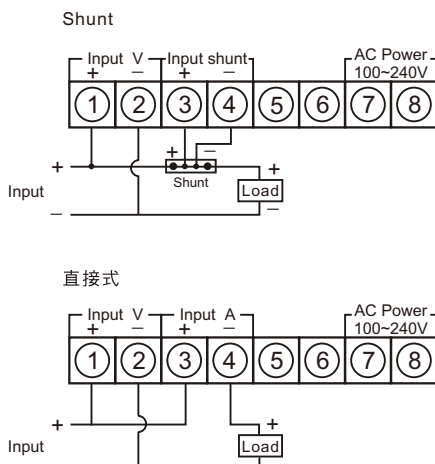 Shunt
Input V Input shunt AC Power
+ − + − 100~240V
1 2 3 4 5 6 7 8
+ + − +
Shunt
Input Load
− −
直接式
Input V Input A AC Power
+ − + − 100~240V
1 2 3 4 5 6 7 8
+ +
Input Load